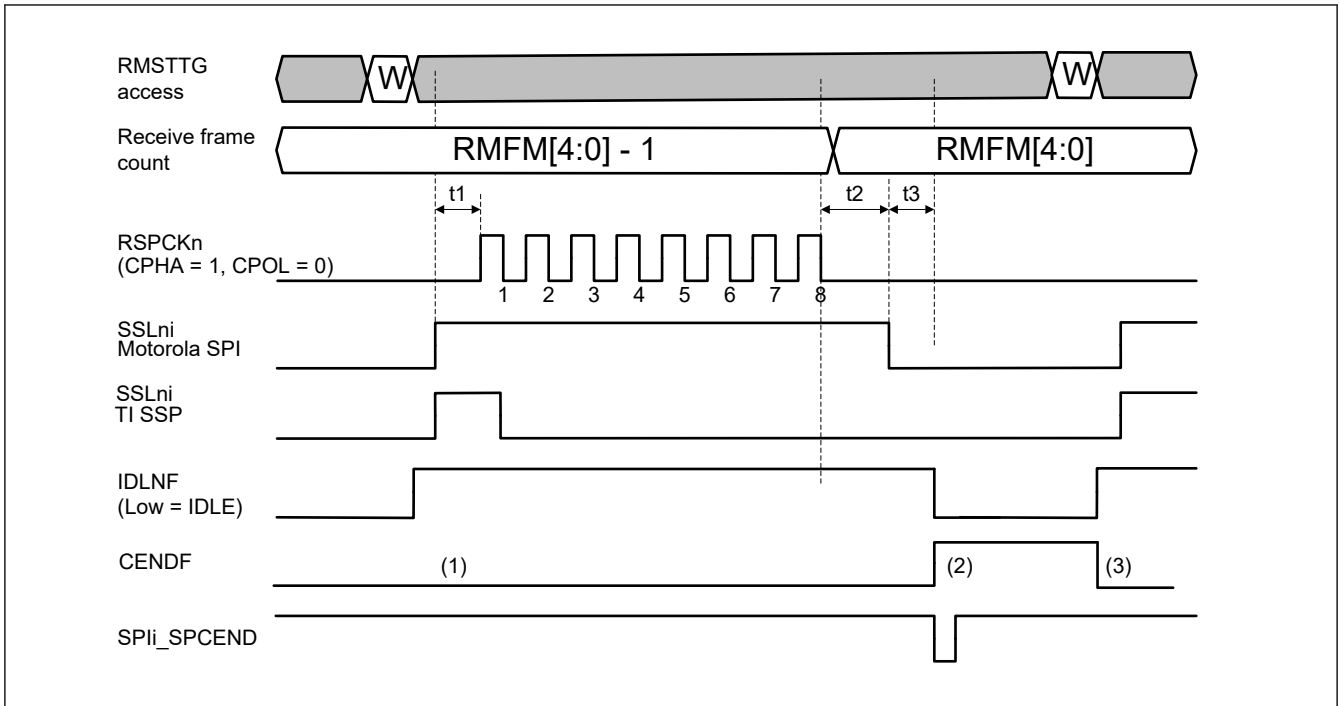 RMSTTG
access
W
W
Receive frame
count
RMFM[4:0] - 1
RMFM[4:0]
t1
t2
t3
RSPCKn
(CPHA = 1, CPOL = 0)
1 2 3 4 5 6 7 8
SSLni
Motorola SPI
SSLni
TI SSP
IDLNF
(Low = IDLE)
CENDF
(1)
(2)
(3)
SPIi_SPCEND